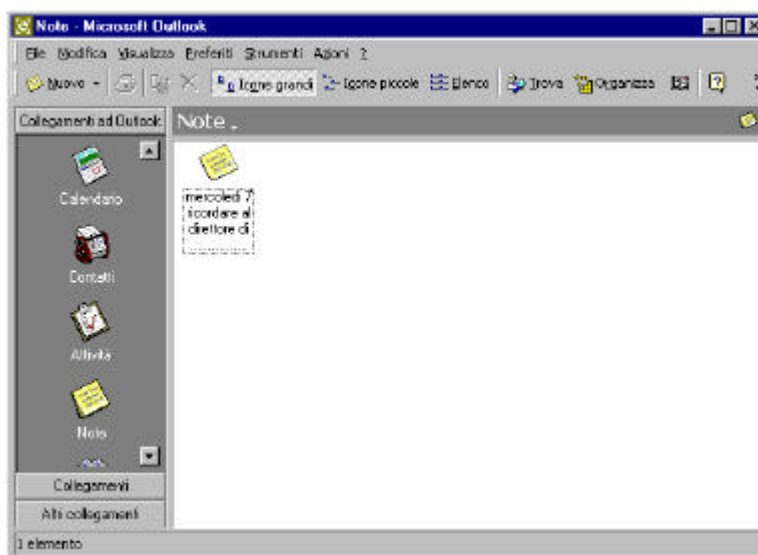 Note - Microsoft Outlook
File Modifica Visualizza Preferiti Strumenti Azioni ?
Nuovo Icone grandi Icone piccole Elenco Trova Organizza
Collegamenti ad Outlook
Note
Calendario
Contatti
Attività
Note
mercoledì 7
ricordare al
direttore di
Collegamenti
Altri collegamenti
1 elemento